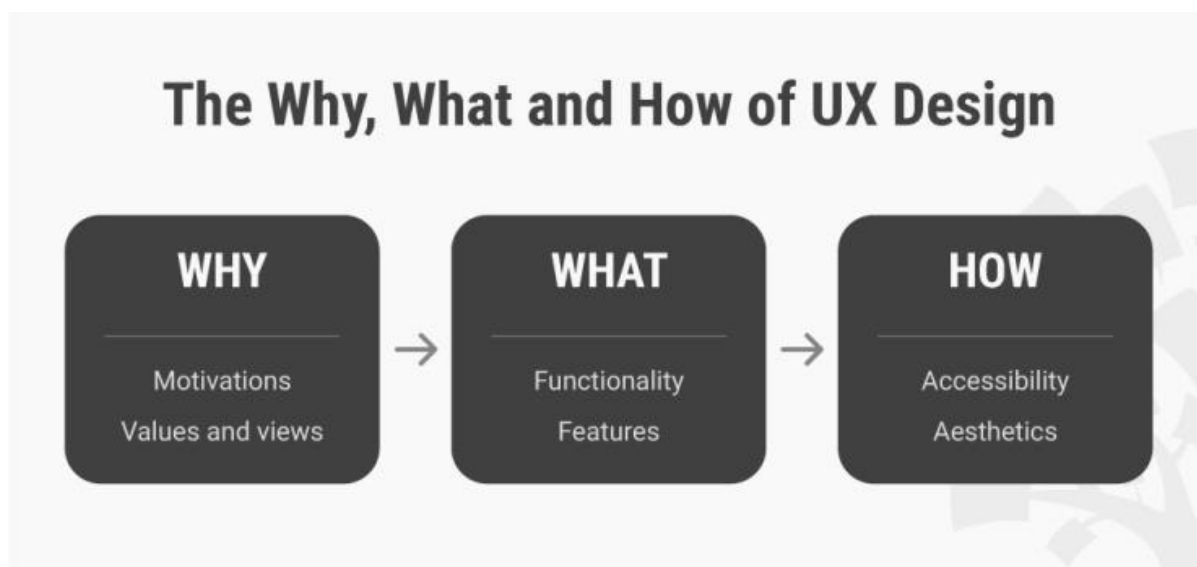 The Why, What and How of UX Design
WHY
Motivations
Values and views
WHAT
Functionality
Features
HOW
Accessibility
Aesthetics